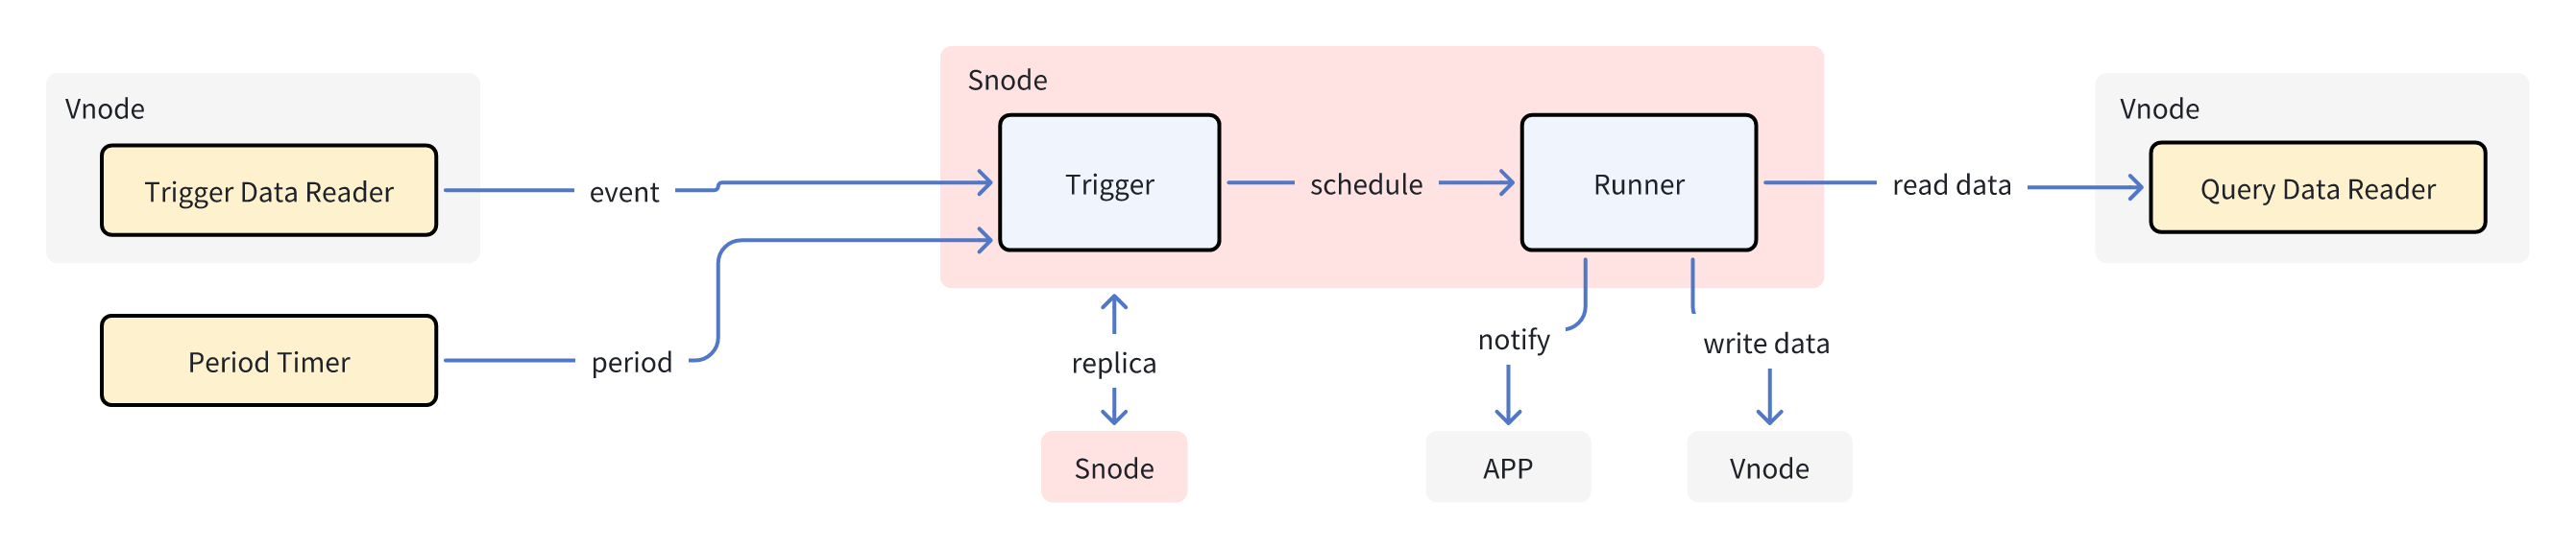 Vnode
Trigger Data Reader
event
Period Timer
period
Snode
Trigger
schedule
Runner
read data
Vnode
Query Data Reader
replica
Snode
notify
APP
write data
Vnode